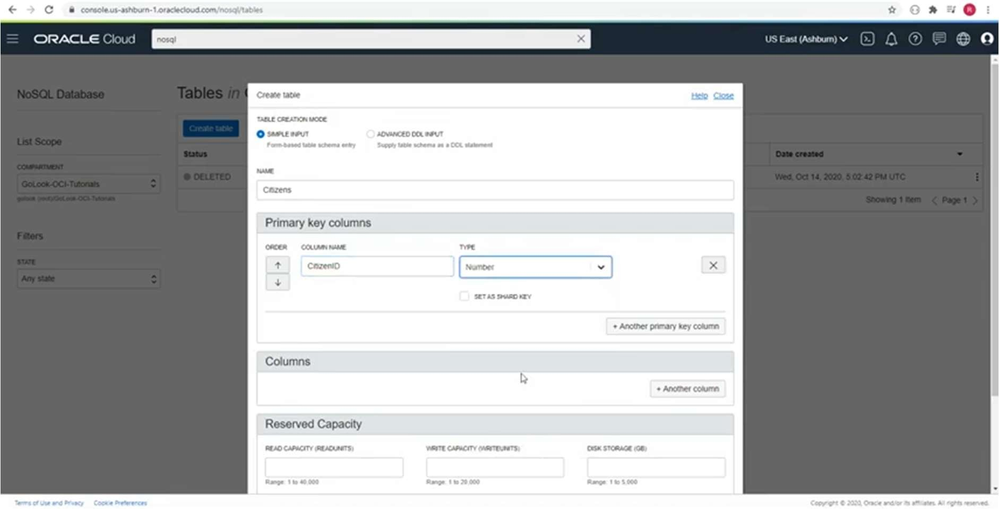 console.us-ashburn-1.oraclecloud.com/nosql/tables
R
ORACLE Cloud
nosql
US East (Ashburn)
NoSQL Database
Tables in
Create table
Help Close
TABLE CREATION MODE
SIMPLE INPUT
ADVANCED DDL INPUT
Form-based table schema entry
Supply table schema as a DDL statement
Create table
List Scope
Status
Date created
COMPARTMENT
NAME
GoLook-OCI-Tutorials
DELETED
Wed, Oct 14, 2020, 5:02:42 PM UTC
Citizens
golook (root)/GoLook-OCI-Tutorials
Showing 1 Item
Page 1
Primary key columns
Filters
ORDER
COLUMN NAME
TYPE
STATE
Any state
CitizenID
Number
SET AS SHARD KEY
+ Another primary key column
Columns
+ Another column
Reserved Capacity
READ CAPACITY (READUNITS)
WRITE CAPACITY (WRITEUNITS)
DISK STORAGE (GB)
Range: 1 to 40,000
Range: 1 to 20,000
Range: 1 to 5,000
Terms of Use and Privacy
Cookie Preferences
Copyright © 2020, Oracle and/or its affiliates. All rights reserved.